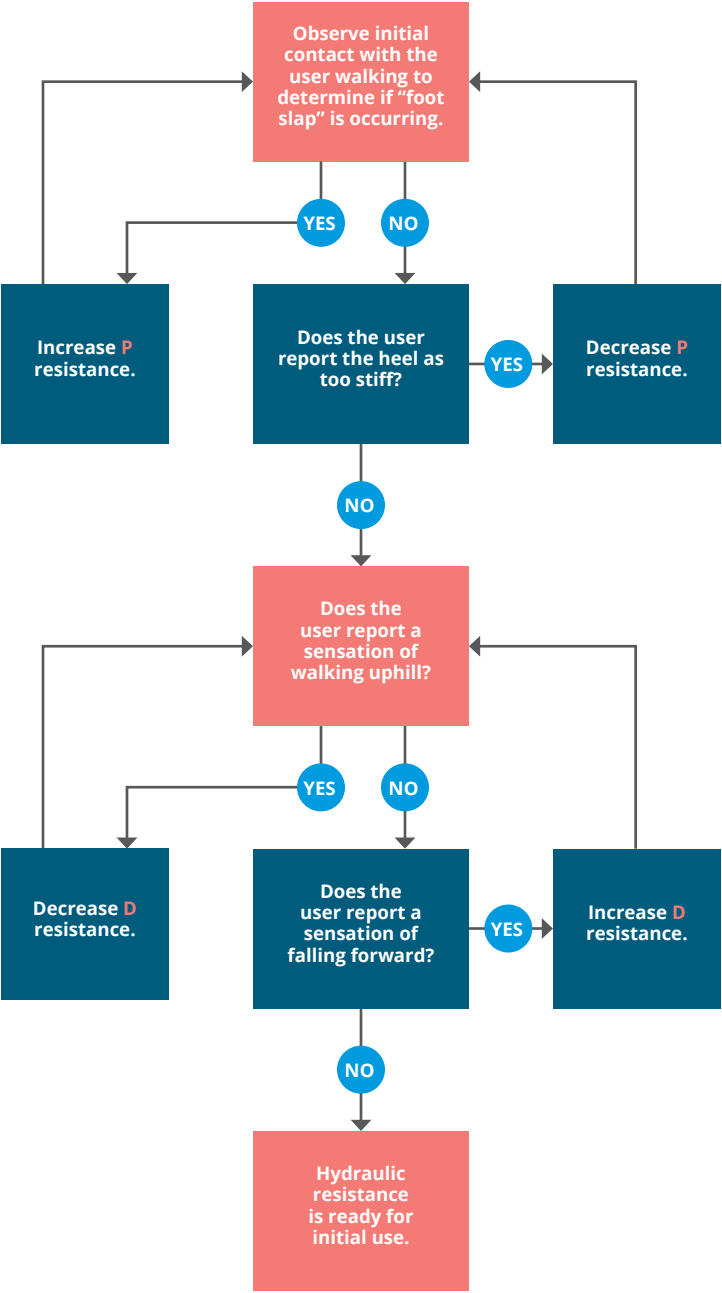 Observe initial
contact with the
user walking to
determine if “foot
slap” is occurring.
YES
NO
Increase P
resistance.
Does the user
report the heel as
too stiff?
YES
Decrease P
resistance.
NO
Does the
user report a
sensation of
walking uphill?
YES
NO
Decrease D
resistance.
Does the
user report a
sensation of
falling forward?
YES
Increase D
resistance.
NO
Hydraulic
resistance
is ready for
initial use.